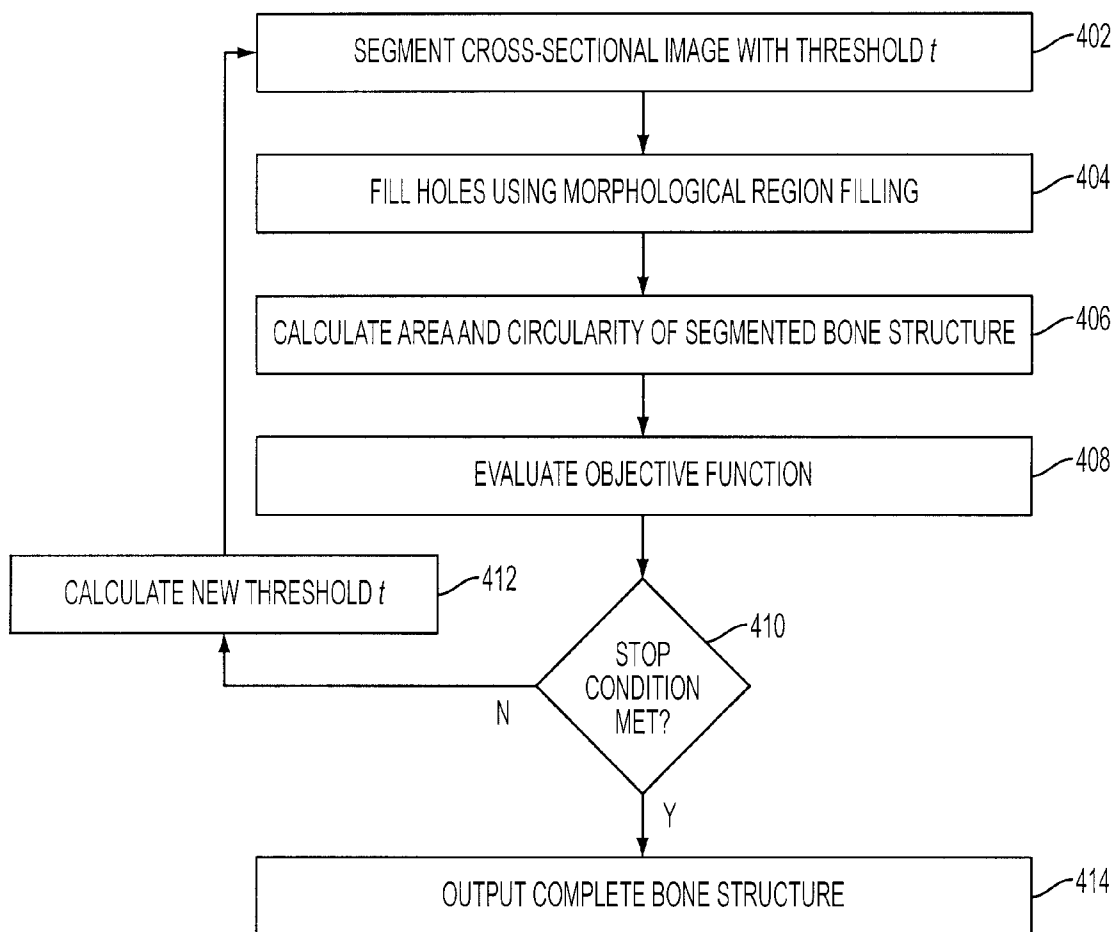 SEGMENT CROSS-SECTIONAL IMAGE WITH THRESHOLD t
402
FILL HOLES USING MORPHOLOGICAL REGION FILLING
404
CALCULATE AREA AND CIRCULARITY OF SEGMENTED BONE STRUCTURE
406
EVALUATE OBJECTIVE FUNCTION
408
CALCULATE NEW THRESHOLD t
412
STOP
CONDITION
MET?
410
N
Y
OUTPUT COMPLETE BONE STRUCTURE
414